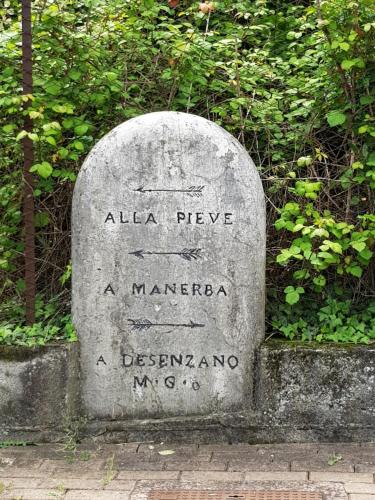 ALLA PIEVE
A MANERBA
A DESENZANO
M·G·o